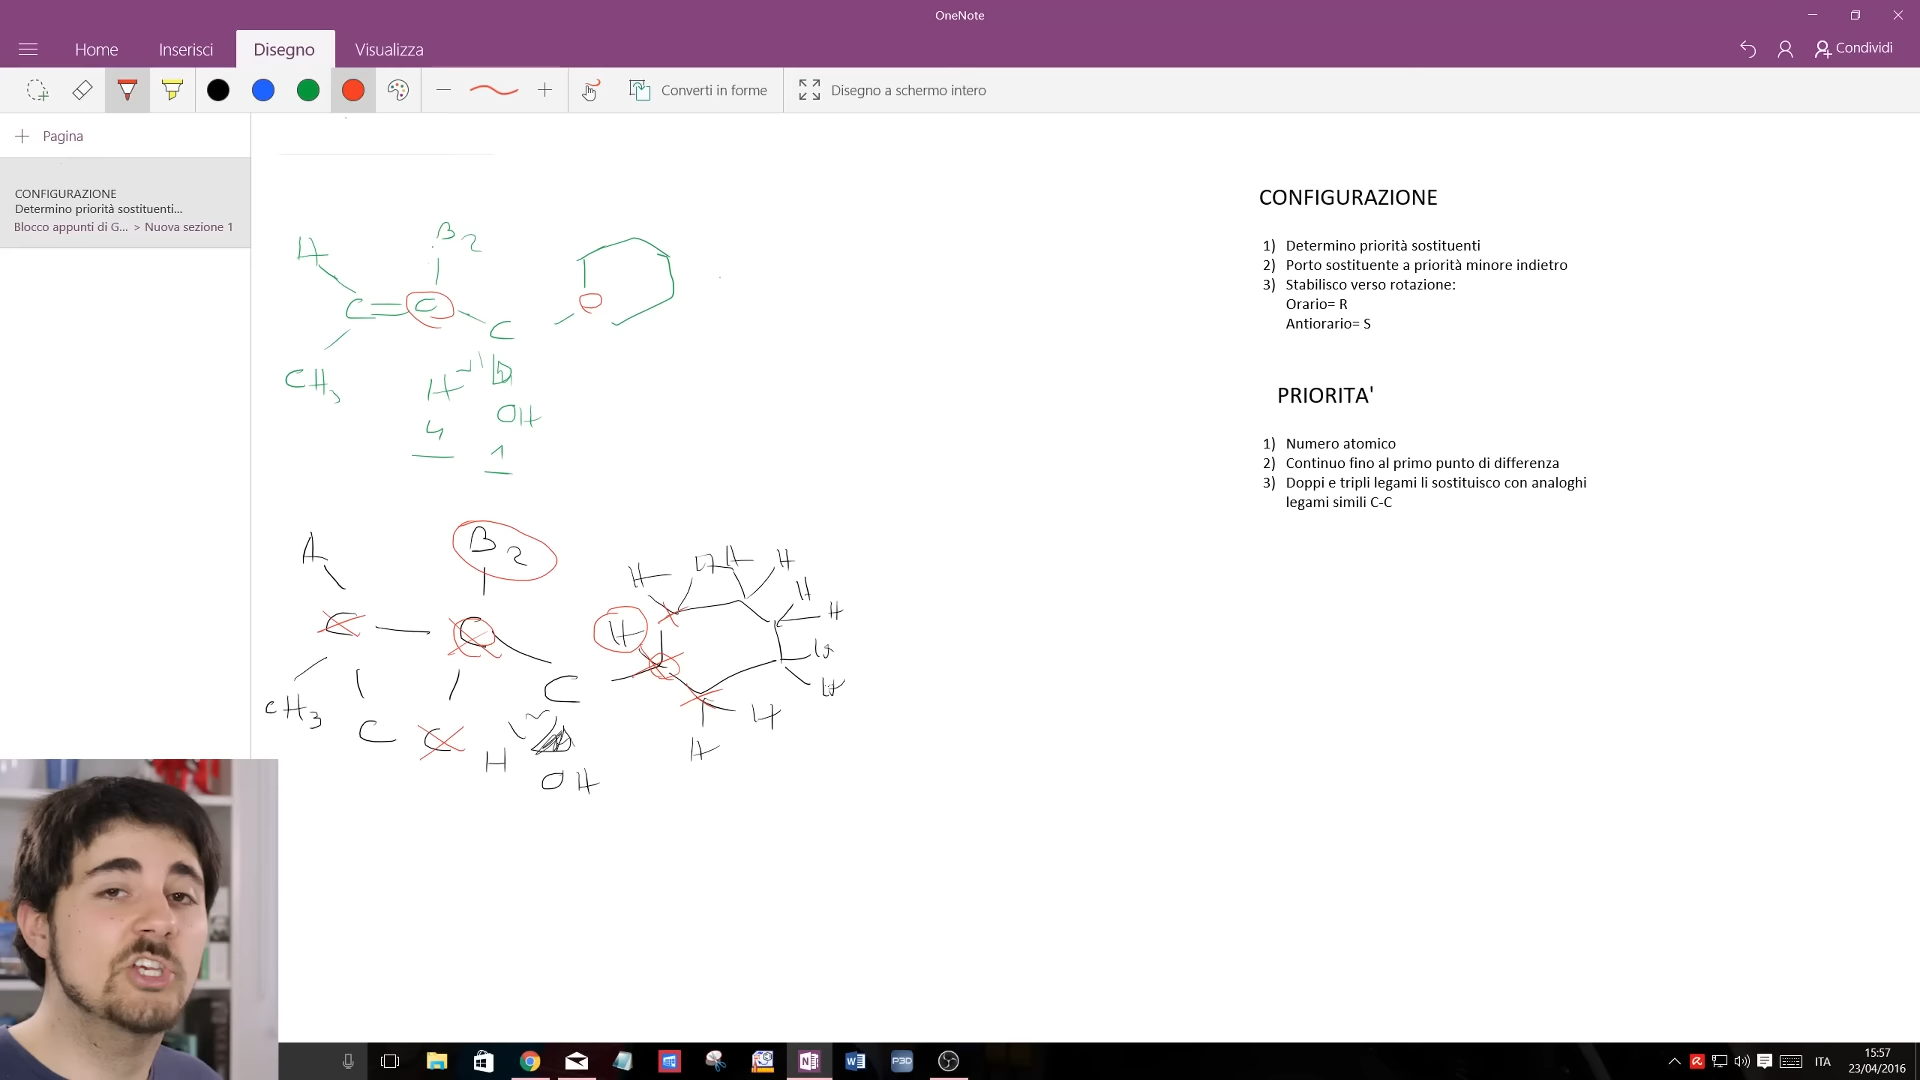 OneNote
Home
Inserisci
Disegno
Visualizza
Condividi
Converti in forme
Disegno a schermo intero
Pagina
CONFIGURAZIONE
Determino priorità sostituenti...
Blocco appunti di G... > Nuova sezione 1
CONFIGURAZIONE
1) Determino priorità sostituenti
2) Porto sostituente a priorità minore indietro
3) Stabilisco verso rotazione:
Orario= R
Antiorario= S
PRIORITA'
1) Numero atomico
2) Continuo fino al primo punto di differenza
3) Doppi e tripli legami li sostituisco con analoghi
legami simili C-C
H
C
C
C
CH3
H
OH
4
1
C
C
C
CH3
C
C
H
OH
H
H
H
H
H
H
H
H
H
P3D
ITA
15:57
23/04/2016